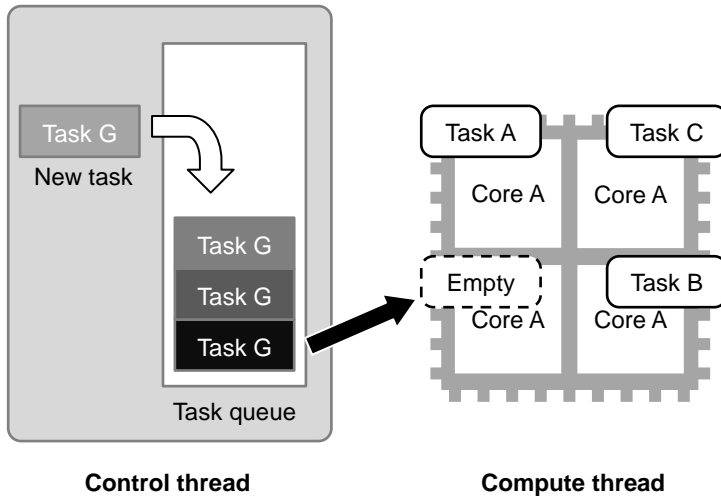 Task G
New task
Task G
Task G
Task G
Task queue
Control thread
Task A
Task C
Core A
Core A
Empty
Task B
Core A
Core A
Compute thread